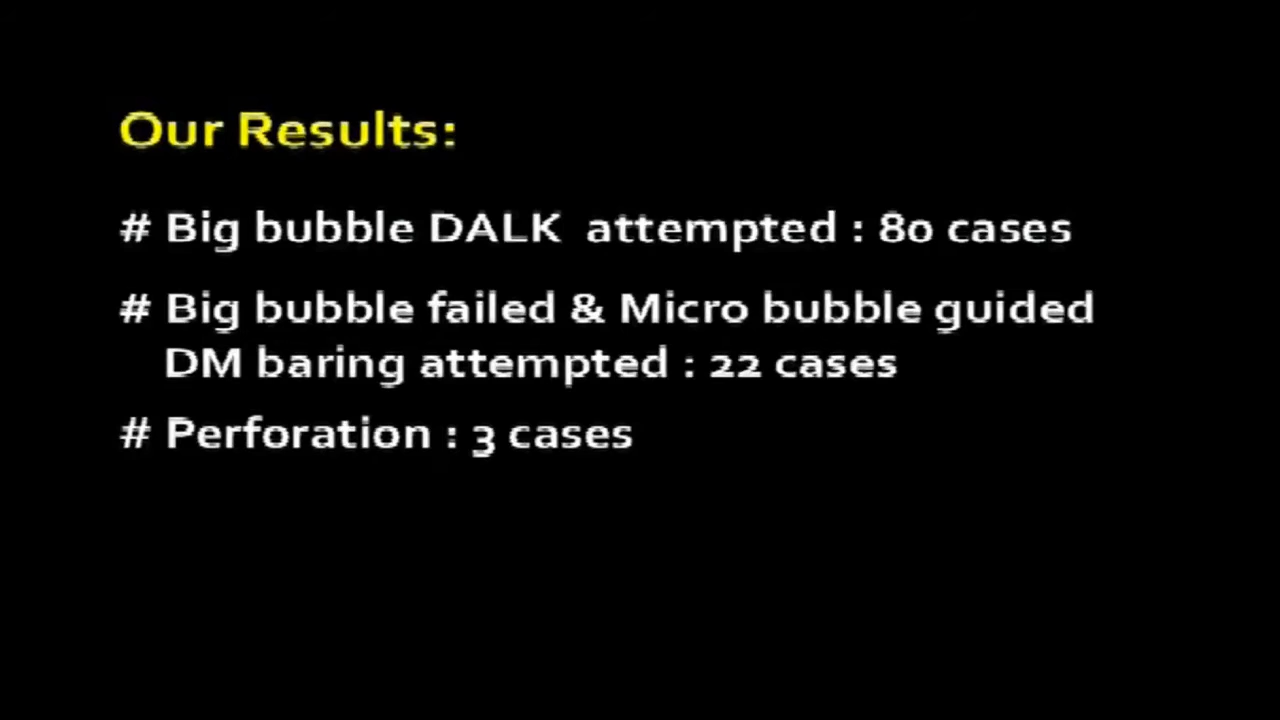 Our Results:
# Big bubble DALK attempted : 80 cases
# Big bubble failed & Micro bubble guided
DM baring attempted : 22 cases
# Perforation : 3 cases